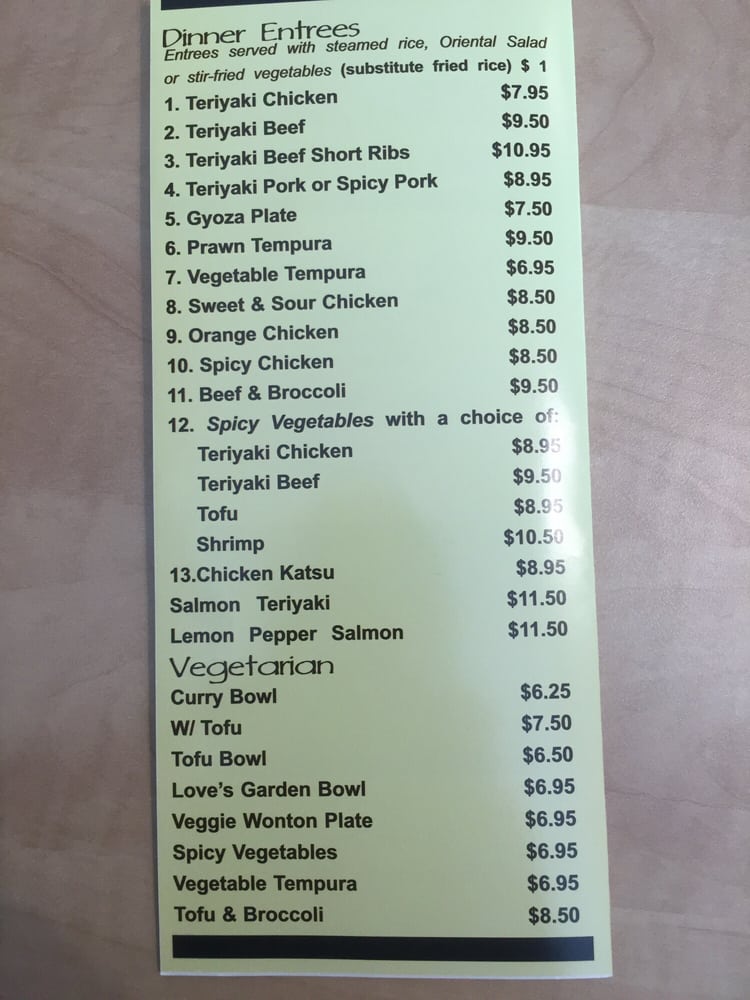 Dinner Entrees
Entrees served with steamed rice, Oriental Salad
or stir-fried vegetables (substitute fried rice) $ 1
1. Teriyaki Chicken $7.95
2. Teriyaki Beef $9.50
3. Teriyaki Beef Short Ribs $10.95
4. Teriyaki Pork or Spicy Pork $8.95
5. Gyoza Plate $7.50
6. Prawn Tempura $9.50
7. Vegetable Tempura $6.95
8. Sweet & Sour Chicken $8.50
9. Orange Chicken $8.50
10. Spicy Chicken $8.50
11. Beef & Broccoli $9.50
12. Spicy Vegetables with a choice of:
Teriyaki Chicken $8.95
Teriyaki Beef $9.50
Tofu $8.95
Shrimp $10.50
13.Chicken Katsu $8.95
Salmon Teriyaki $11.50
Lemon Pepper Salmon $11.50
Vegetarian
Curry Bowl $6.25
W/ Tofu $7.50
Tofu Bowl $6.50
Love's Garden Bowl $6.95
Veggie Wonton Plate $6.95
Spicy Vegetables $6.95
Vegetable Tempura $6.95
Tofu & Broccoli $8.50